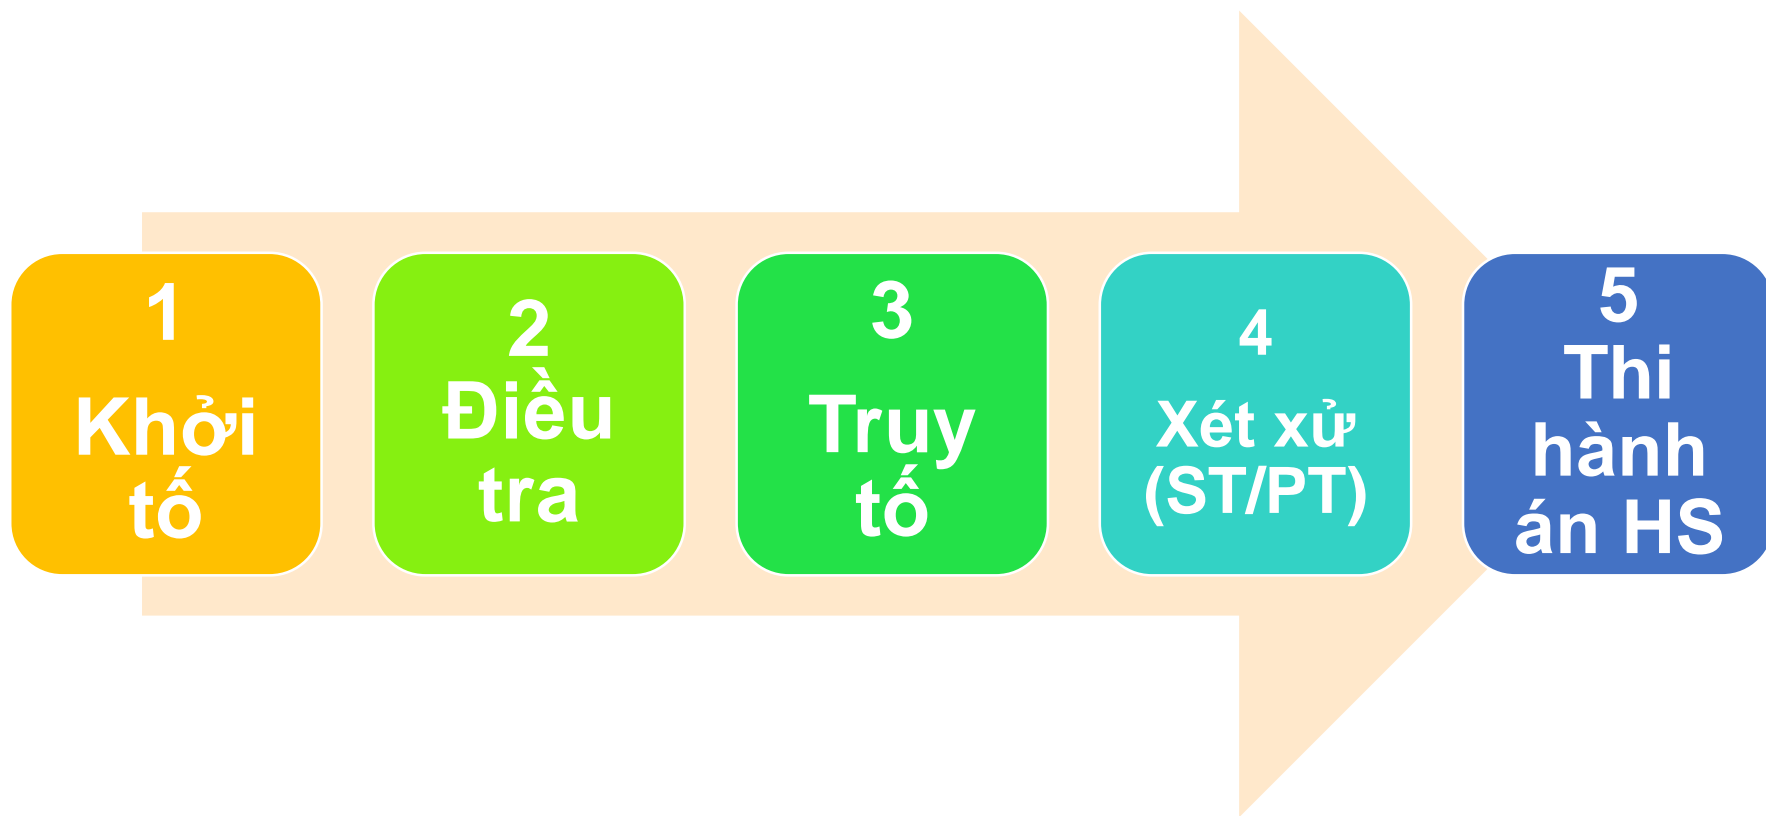 1
Khởi
tố
2
Điều
tra
3
Truy
tố
4
Xét xử
(ST/PT)
5
Thi
hành
án HS